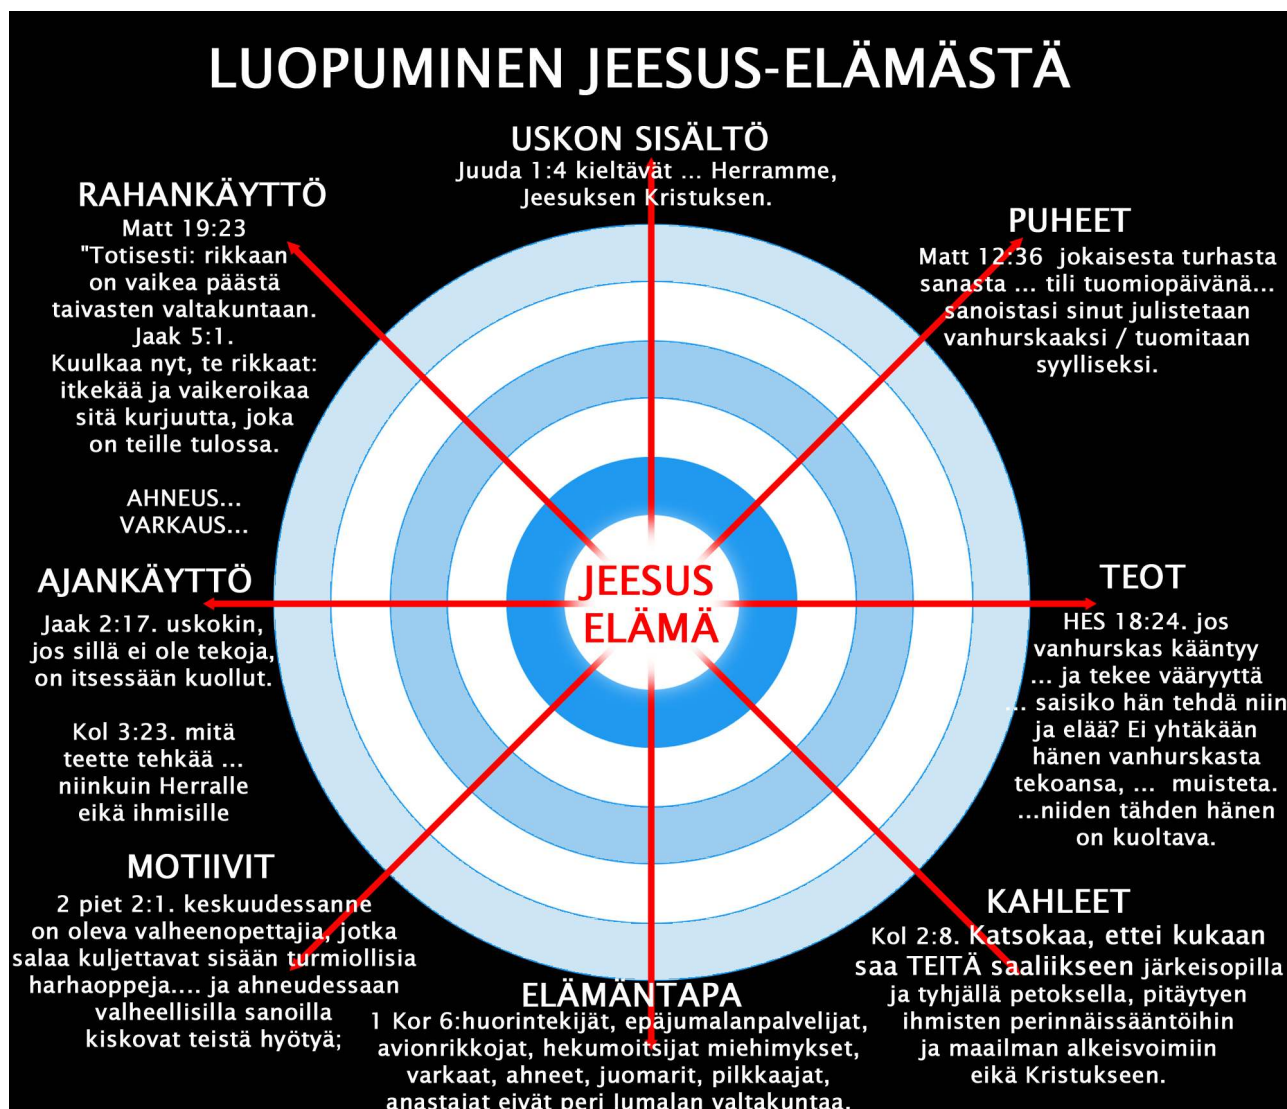 LUOPUMINEN JEESUS-ELÄMÄSTÄ
USKON SISÄLTÖ
Juuda 1:4 kieltävät ... Herramme,
Jeesuksen Kristuksen.
RAHANKÄYTTÖ
Matt 19:23
"Totisesti: rikkaan
on vaikea päästä
taivasten valtakuntaan.
Jaak 5:1.
Kuulkaa nyt, te rikkaat:
itkekää ja vaikeroikaa
sitä kurjuutta, joka
on teille tulossa.
AHNEUS...
VARKAUS...
PUHEET
Matt 12:36  jokaisesta turhasta
sanasta ... tili tuomiopäivänä...
sanoistasi sinut julistetaan
vanhurskaaksi / tuomitaan
syylliseksi.
JEESUS
ELÄMÄ
AJANKÄYTTÖ
Jaak 2:17. uskokin,
jos sillä ei ole tekoja,
on itsessään kuollut.
Kol 3:23. mitä
teette tehkää ...
niinkuin Herralle
eikä ihmisille
TEOT
HES 18:24. jos
vanhurskas kääntyy
... ja tekee vääryyttä
... saisiko hän tehdä niin
ja elää? Ei yhtäkään
hänen vanhurskasta
tekoansa, ...  muisteta.
...niiden tähden hänen
on kuoltava.
MOTIIVIT
2 piet 2:1. keskuudessanne
on oleva valheenopettajia, jotka
salaa kuljettavat sisään turmiollisia
harhaoppeja.... ja ahneudessaan
valheellisilla sanoilla
kiskovat teistä hyötyä;
ELÄMÄNTAPA
1 Kor 6:huorintekijät, epäjumalanpalvelijat,
avionrikkojat, hekumoitsijat miehimykset,
varkaat, ahneet, juomarit, pilkkaajat,
anastajat eivät peri Jumalan valtakuntaa.
KAHLEET
Kol 2:8. Katsokaa, ettei kukaan
saa TEITÄ saaliikseen järkeisopilla
ja tyhjällä petoksella, pitäytyen
ihmisten perinnäissääntöihin
ja maailman alkeisvoimiin
eikä Kristukseen.